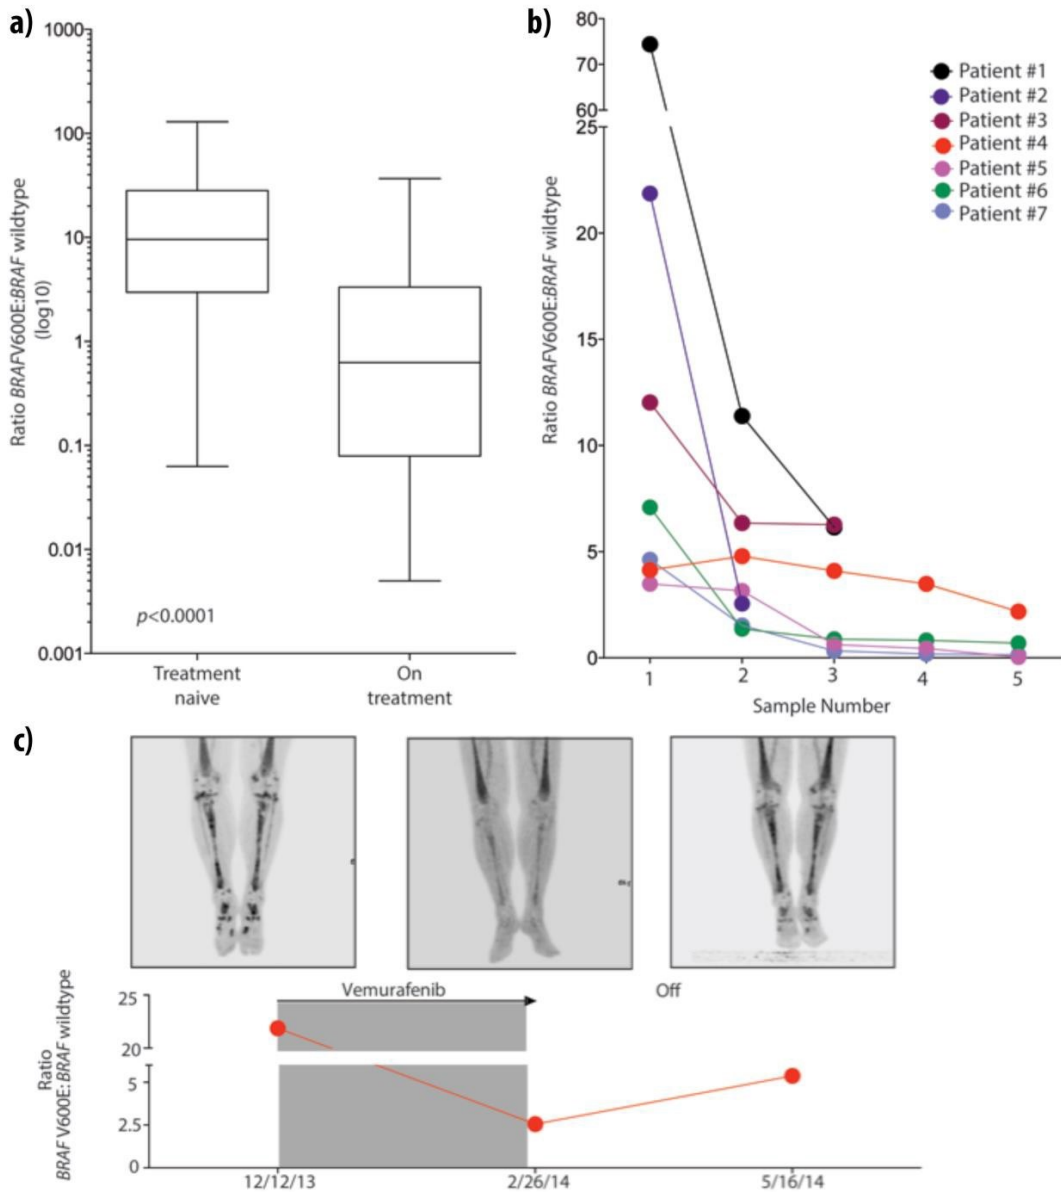 a)
1000
100
10
1
0.1
0.01
0.001
Ratio BRAFV600E:BRAF wildtype
(log10)
p<0.0001
Treatment
naive
On
treatment
b)
80
70
60
25
20
15
10
5
0
Ratio BRAFV600E:BRAF wildtype
Patient #1
Patient #2
Patient #3
Patient #4
Patient #5
Patient #6
Patient #7
1 2 3 4 5
Sample Number
c)
Vemurafenib
Off
25
20
5
2.5
0
Ratio
BRAF V600E:BRAF wildtype
12/12/13 2/26/14 5/16/14